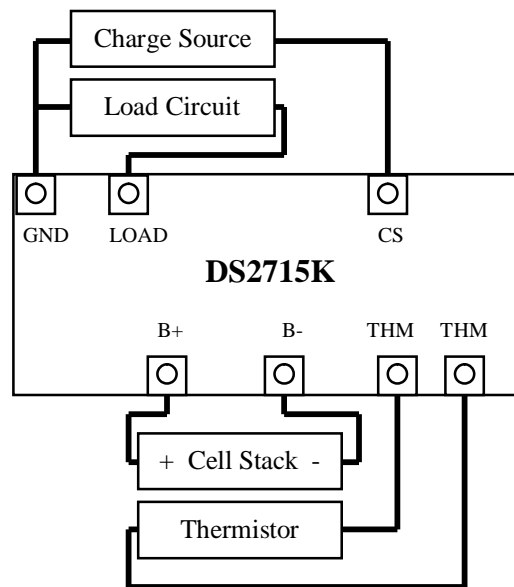 Charge Source
Load Circuit
GND LOAD CS
DS2715K
B+ B- THM THM
+ Cell Stack -
Thermistor